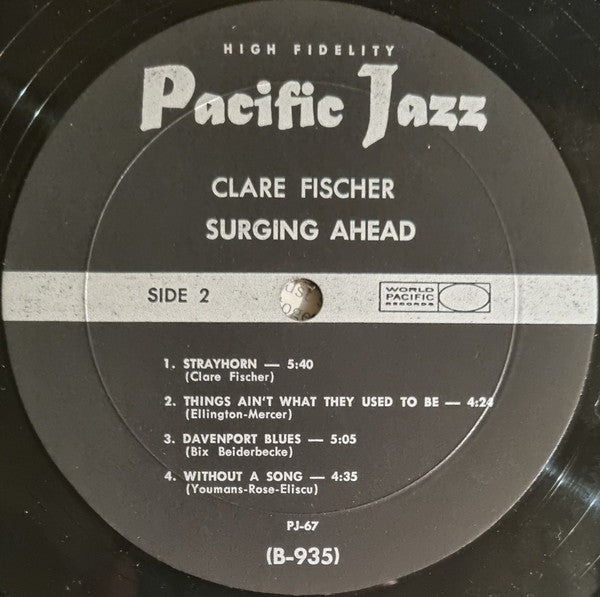 HIGH FIDELITY
Pacific Jazz
CLARE FISCHER
SURGING AHEAD
SIDE 2
WORLD
PACIFIC
RECORDS
1. STRAYHORN — 5:40
(Clare Fischer)
2. THINGS AIN'T WHAT THEY USED TO BE — 4:24
(Ellington-Mercer)
3. DAVENPORT BLUES — 5:05
(Bix Beiderbecke)
4. WITHOUT A SONG — 4:35
(Youmans-Rose-Eliscu)
PJ-67
(B-935)